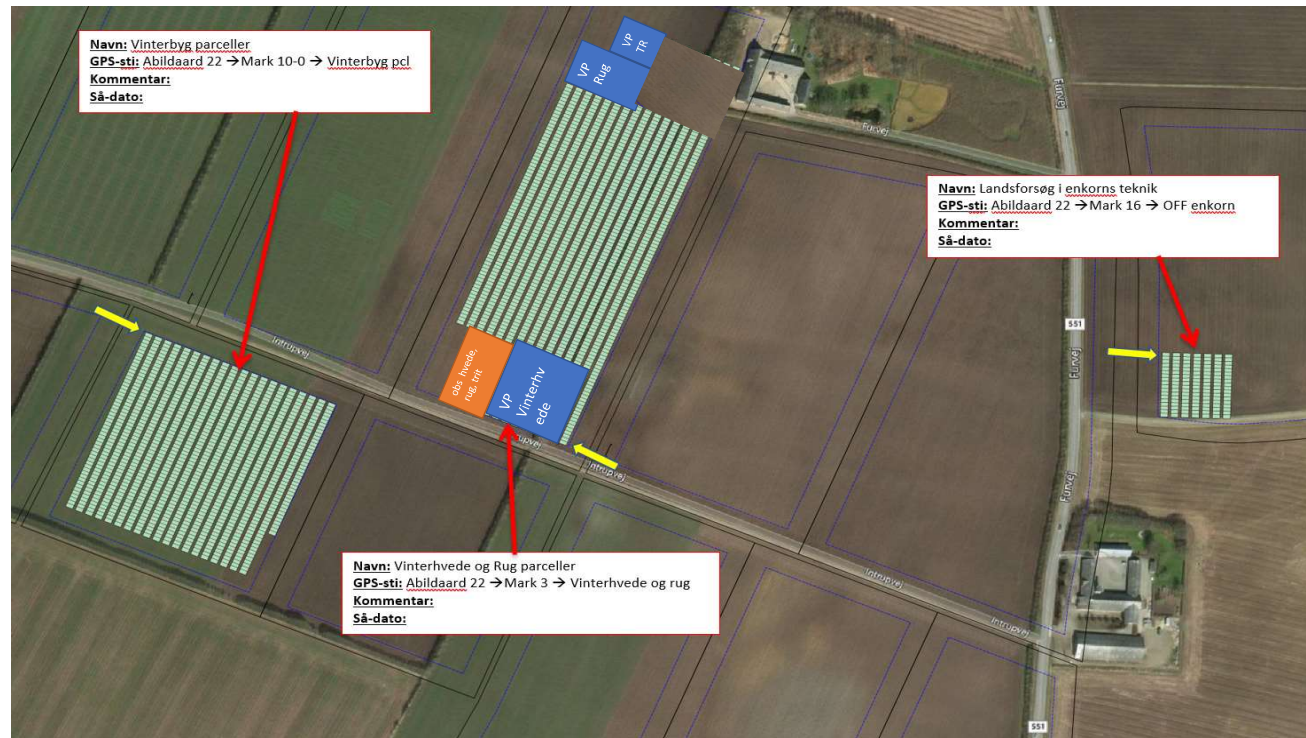 Navn: Vinterbyg parceller
GPS-sti: Abildaard 22 →Mark 10-0 → Vinterbyg pcl
Kommentar:
Så-dato:
VP
TR
VP
Rug
Furvej
Furvej
Navn: Landsforsøg i enkorns teknik
GPS-sti: Abildaard 22 →Mark 16 → OFF enkorn
Kommentar:
Så-dato:
551
Intrupvej
Furvej
obs hvede,
rug, trit
VP
Vinterhv
ede
Intrupvej
Furvej
Navn: Vinterhvede og Rug parceller
GPS-sti: Abildaard 22 →Mark 3 → Vinterhvede og rug
Kommentar:
Så-dato:
Intrupvej
Intrupvej
551